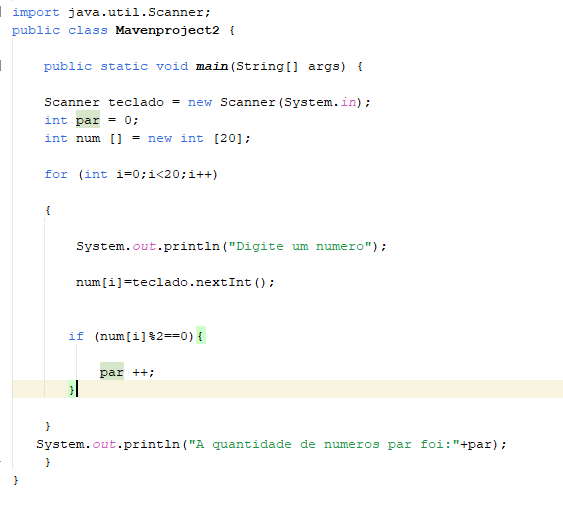 import java.util.Scanner;
public class Mavenproject2 {
public static void main(String[] args) {
Scanner teclado = new Scanner(System.in);
int par = 0;
int num [] = new int [20];
for (int i=0;i<20;i++)
{
System.out.println("Digite um numero");
num[i]=teclado.nextInt();
if (num[i]%2==0){
par ++;
}
}
System.out.println("A quantidade de numeros par foi:"+par);
}
}